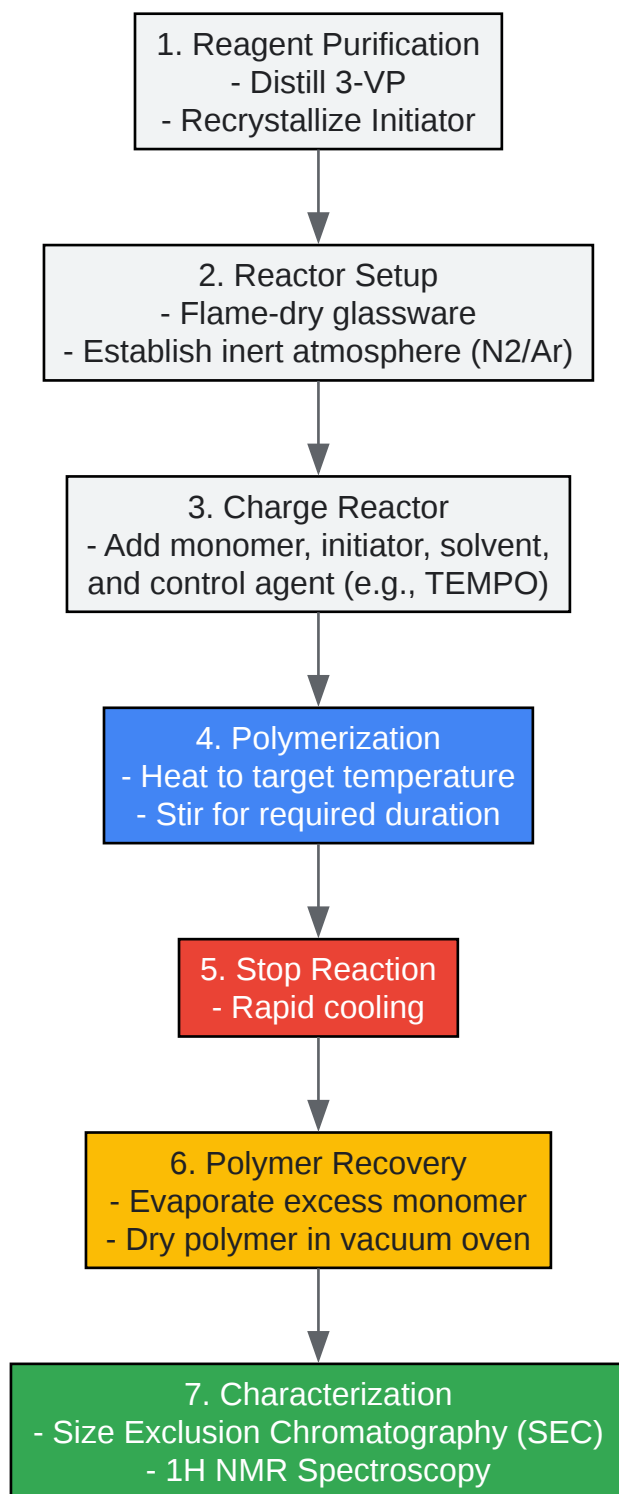 1. Reagent Purification
- Distill 3-VP
- Recrystallize Initiator
2. Reactor Setup
- Flame-dry glassware
- Establish inert atmosphere (N2/Ar)
3. Charge Reactor
- Add monomer, initiator, solvent,
and control agent (e.g., TEMPO)
4. Polymerization
- Heat to target temperature
- Stir for required duration
5. Stop Reaction
- Rapid cooling
6. Polymer Recovery
- Evaporate excess monomer
- Dry polymer in vacuum oven
7. Characterization
- Size Exclusion Chromatography (SEC)
- 1H NMR Spectroscopy